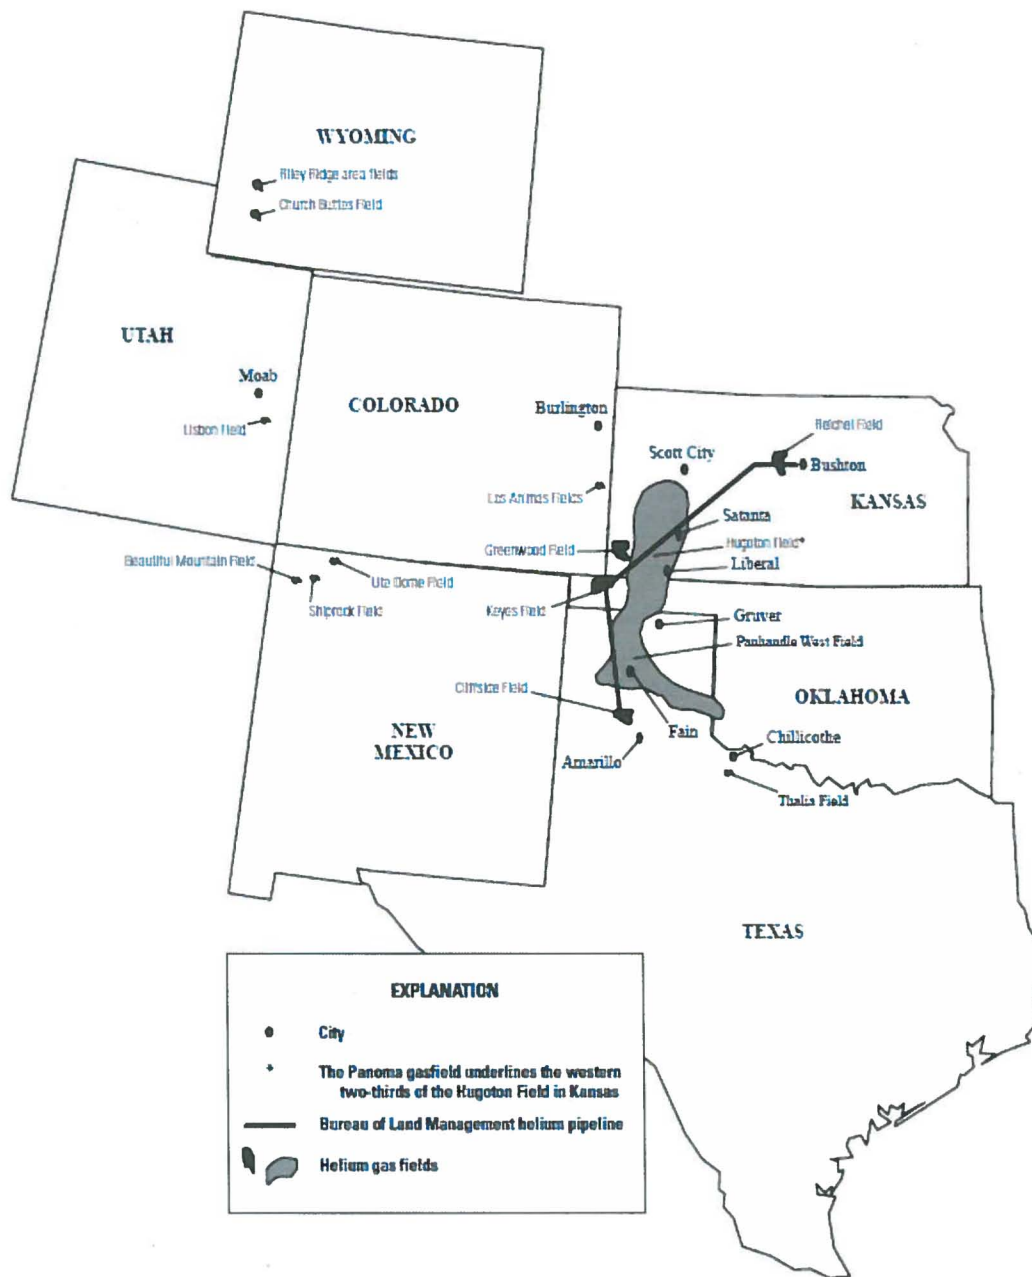 WYOMING
Riley Ridge area fields
Church Buttes Field
UTAH
Moab
Lisbon Field
COLORADO
Burlington
Las Animas Fields
Reichel Field
Scott City
Bushton
KANSAS
Satanta
Greenwood Field
Hugoton Field*
Liberal
Beautiful Mountain Field
Ute Dome Field
Shiprock Field
Keyes Field
Gruver
Panhandle West Field
Cliffside Field
OKLAHOMA
NEW
MEXICO
Fain
Amarillo
Chillicothe
Thalia Field
TEXAS
EXPLANATION
City
* The Panoma gasfield underlines the western
two-thirds of the Hugoton Field in Kansas
Bureau of Land Management helium pipeline
Helium gas fields